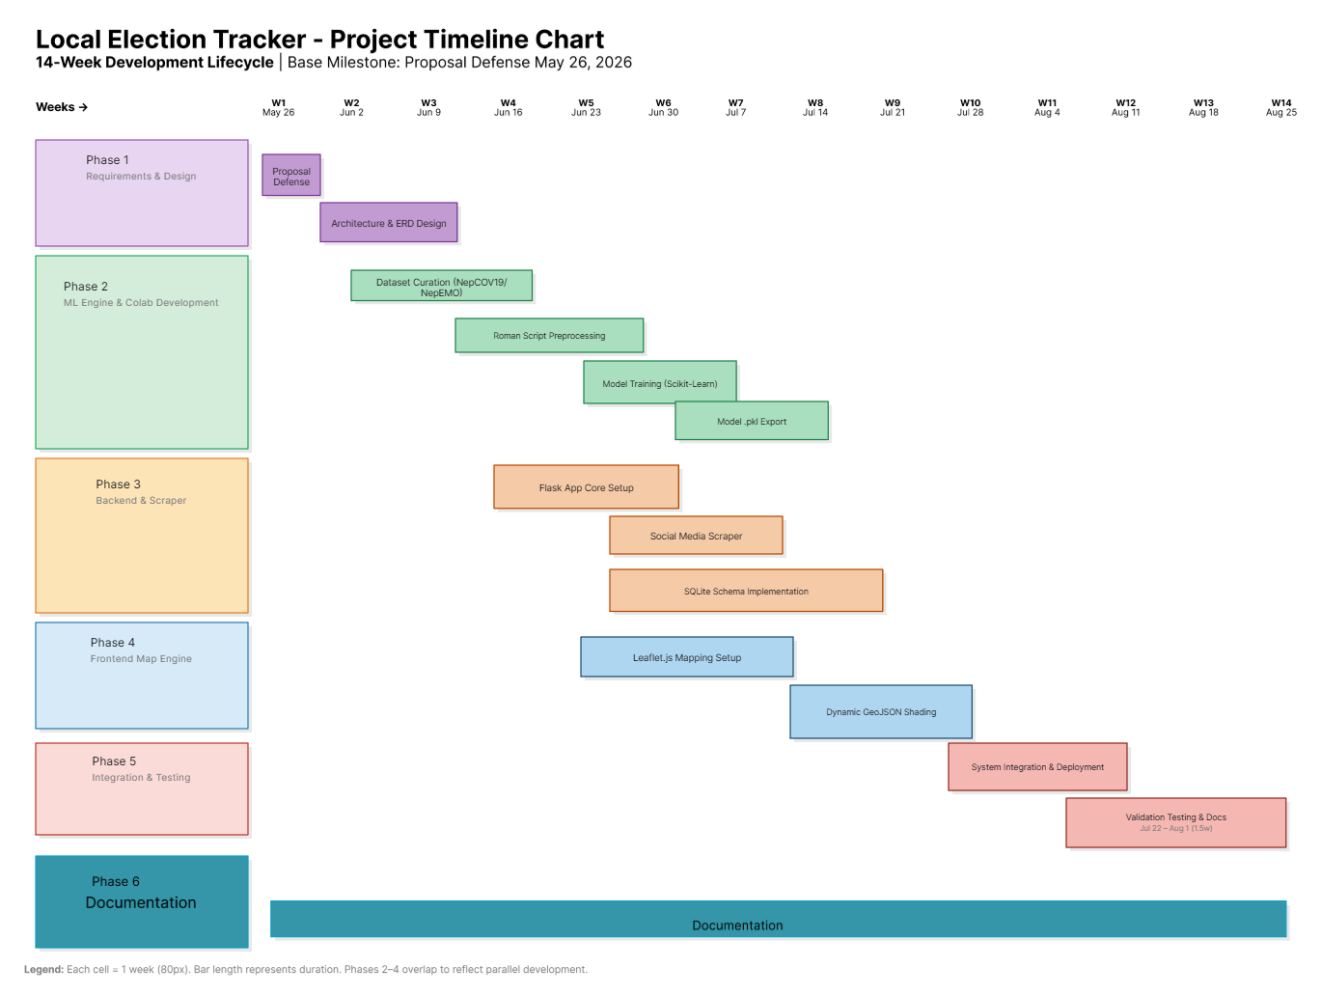 Local Election Tracker - Project Timeline Chart
14-Week Development Lifecycle | Base Milestone: Proposal Defense May 26, 2026
Weeks →
W1 W2 W3 W4 W5 W6 W7 W8 W9 W10 W11 W12 W13 W14
May 26 Jun 2 Jun 9 Jun 16 Jun 23 Jun 30 Jul 7 Jul 14 Jul 21 Jul 28 Aug 4 Aug 11 Aug 18 Aug 25
Phase 1
Requirements & Design
Proposal
Defense
Architecture & ERD Design
Phase 2
ML Engine & Colab Development
Dataset Curation (NepCOV19/
NepEMO)
Roman Script Preprocessing
Model Training (Scikit-Learn)
Model .pkl Export
Phase 3
Backend & Scraper
Flask App Core Setup
Social Media Scraper
SQLite Schema Implementation
Phase 4
Frontend Map Engine
Leaflet.js Mapping Setup
Dynamic GeoJSON Shading
Phase 5
Integration & Testing
System Integration & Deployment
Validation Testing & Docs
Jul 22 – Aug 1 (1.5w)
Phase 6
Documentation
Documentation
Legend: Each cell = 1 week (80px). Bar length represents duration. Phases 2–4 overlap to reflect parallel development.